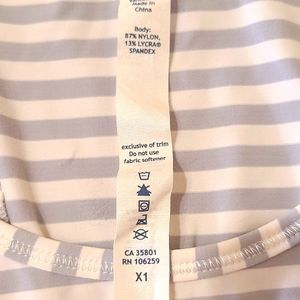 Made in
China
Body:
87% NYLON,
13% LYCRA®
SPANDEX
exclusive of trim
Do not use
fabric softener
CA 35801
RN 106259
X1